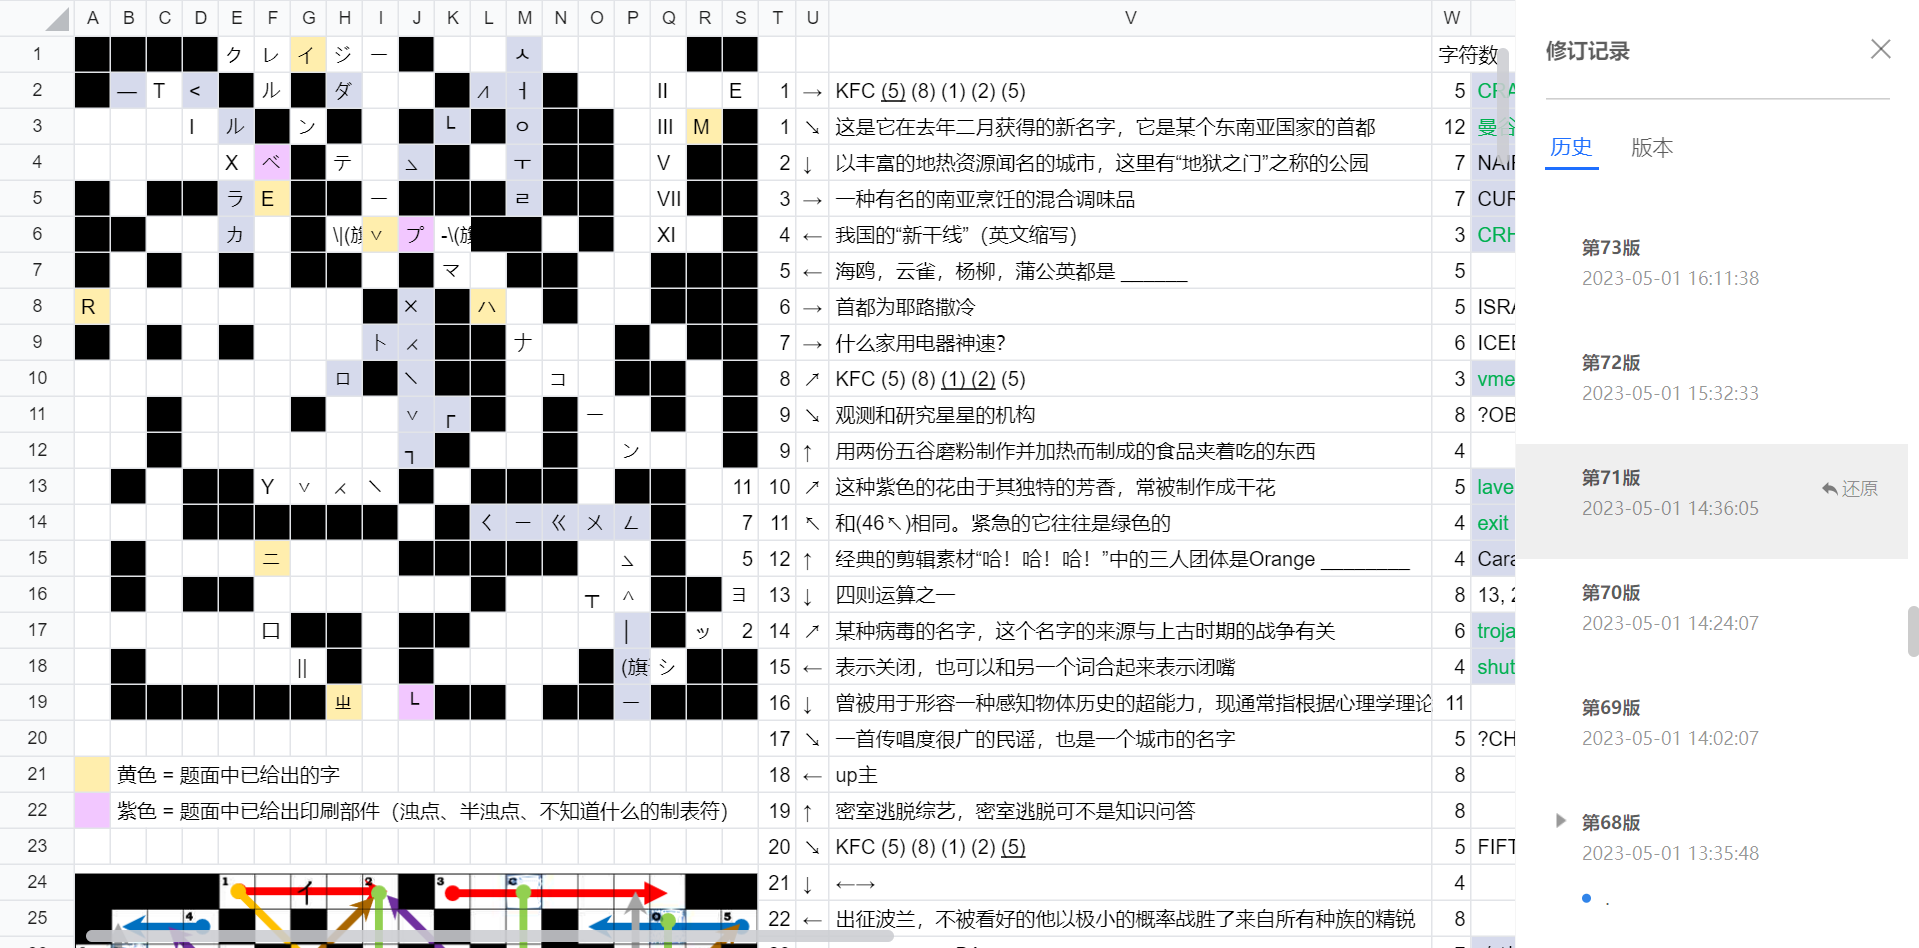 A B C D E F G H I J K L M N O P Q R S T U V W
1 ク レ イ ジ ー ㅅ 字符数
2 — T < ル ダ ㅓ II E 1 → KFC (5) (8) (1) (2) (5) 5 CRA
3 I ル ン └ ㅇ III M 1 ↘ 这是它在去年二月获得的新名字，它是某个东南亚国家的首都 12 曼谷
4 X ベ テ ㅜ V 2 ↓ 以丰富的地热资源闻名的城市，这里有“地狱之门”之称的公园 7 NAIF
5 ラ E — ㄹ VII 3 → 一种有名的南亚烹饪的混合调味品 7 CUR
6 カ \|(旗 ˅ プ -\(旗 XI 4 ← 我国的“新干线”（英文缩写） 3 CRH
7 マ 5 ← 海鸥，云雀，杨柳，蒲公英都是 ______ 5
8 R ㄨ ハ 6 → 首都为耶路撒冷 5 ISRA
9 ト ㄑ ナ 7 → 什么家用电器神速？ 6 ICEE
10 ロ ㇏ コ 8 ↗ KFC (5) (8) (1) (2) (5) 3 vme
11 ˅ ┌ — 9 ↘ 观测和研究星星的机构 8 ?OB
12 ┐ ン 9 ↑ 用两份五谷磨粉制作并加热而制成的食品夹着吃的东西 4
13 Y ˅ ㇏ 11 10 ↗ 这种紫色的花由于其独特的芳香，常被制作成干花 5 lave
14 ㄑ — 巜 ㄨ ㄥ 7 11 ↖ 和(46↖)相同。紧急的它往往是绿色的 4 exit
15 二 5 12 ↑ 经典的剪辑素材“哈！哈！哈！”中的三人团体是Orange ________ 4 Cara
16 ┬ ^ ヨ 13 ↓ 四则运算之一 8 13, 2
17 口 | ッ 2 14 ↗ 某种病毒的名字，这个名字的来源与上古时期的战争有关 6 troja
18 || (旗 シ 15 ← 表示关闭，也可以和另一个词合起来表示闭嘴 4 shut
19 ㄓ └ — 16 ↓ 曾被用于形容一种感知物体历史的超能力，现通常指根据心理学理论 11
20 17 ↘ 一首传唱度很广的民谣，也是一个城市的名字 5 ?CH
21 黄色 = 题面中已给出的字 18 ← up主 8
22 紫色 = 题面中已给出印刷部件（浊点、半浊点、不知道什么的制表符） 19 ↑ 密室逃脱综艺，密室逃脱可不是知识问答 8
23 20 ↘ KFC (5) (8) (1) (2) (5) 5 FIFT
24 1 イ 2 3 21 ↓ ←→ 4
25 4 5 22 ← 出征波兰，不被看好的他以极小的概率战胜了来自所有种族的精锐 8
修订记录
历史 版本
第73版
2023-05-01 16:11:38
第72版
2023-05-01 15:32:33
第71版
2023-05-01 14:36:05
还原
第70版
2023-05-01 14:24:07
第69版
2023-05-01 14:02:07
第68版
2023-05-01 13:35:48
.